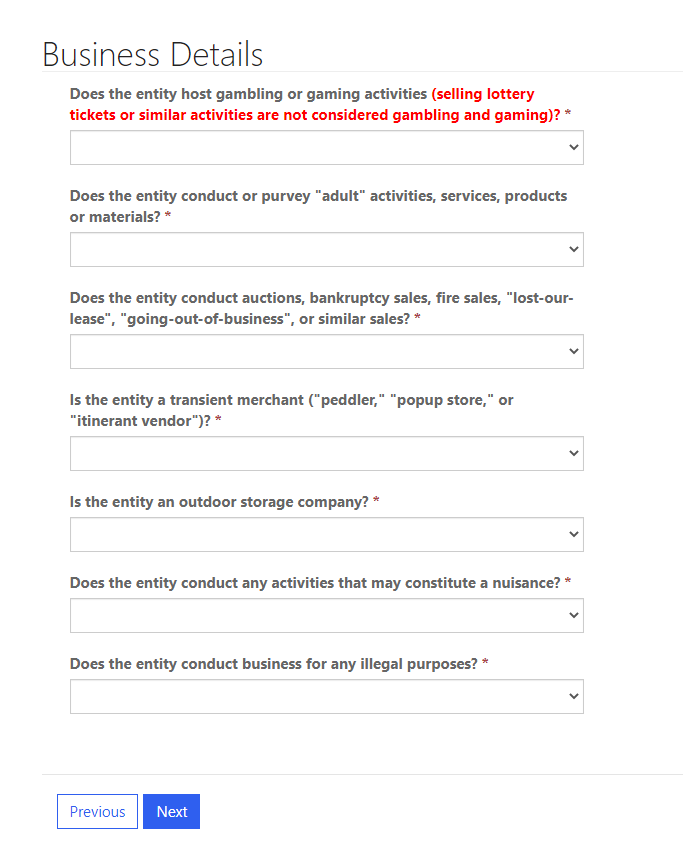 Business Details
Does the entity host gambling or gaming activities (selling lottery
tickets or similar activities are not considered gambling and gaming)? *
Does the entity conduct or purvey "adult" activities, services, products
or materials? *
Does the entity conduct auctions, bankruptcy sales, fire sales, "lost-our-
lease", "going-out-of-business", or similar sales? *
Is the entity a transient merchant ("peddler," "popup store," or
"itinerant vendor")? *
Is the entity an outdoor storage company? *
Does the entity conduct any activities that may constitute a nuisance? *
Does the entity conduct business for any illegal purposes? *
Previous
Next